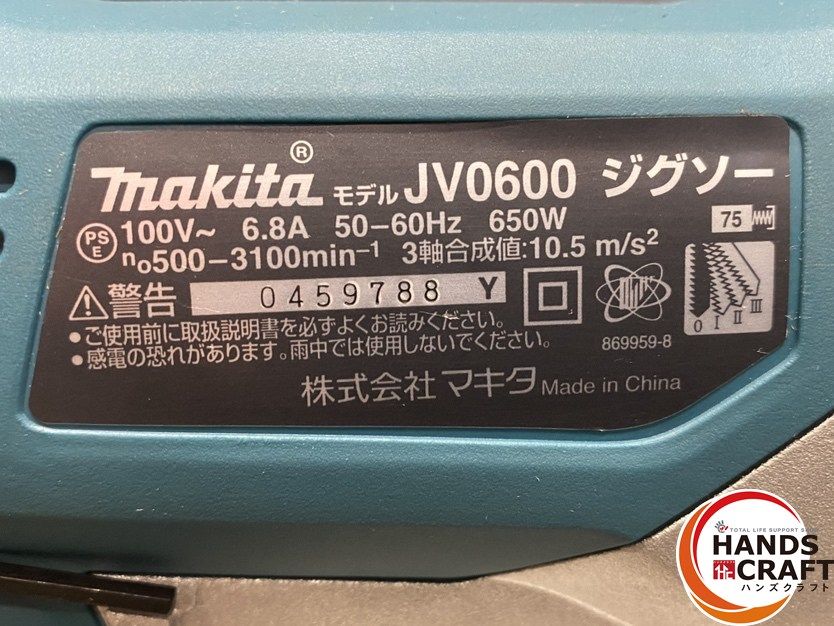 makita® モデル JV0600 ジグソー
PSE 100V~ 6.8A 50-60Hz 650W 75
no500-3100min-1 3軸合成値:10.5 m/s2
⚠警告 0459788 Y
0 I II III
869959-8
•ご使用前に取扱説明書を必ずよくお読みください。
•感電の恐れがあります。雨中では使用しないでください。
株式会社 マキタ Made in China
TOTAL LIFE SUPPORT
HANDS
CRAFT
ハンズクラフト